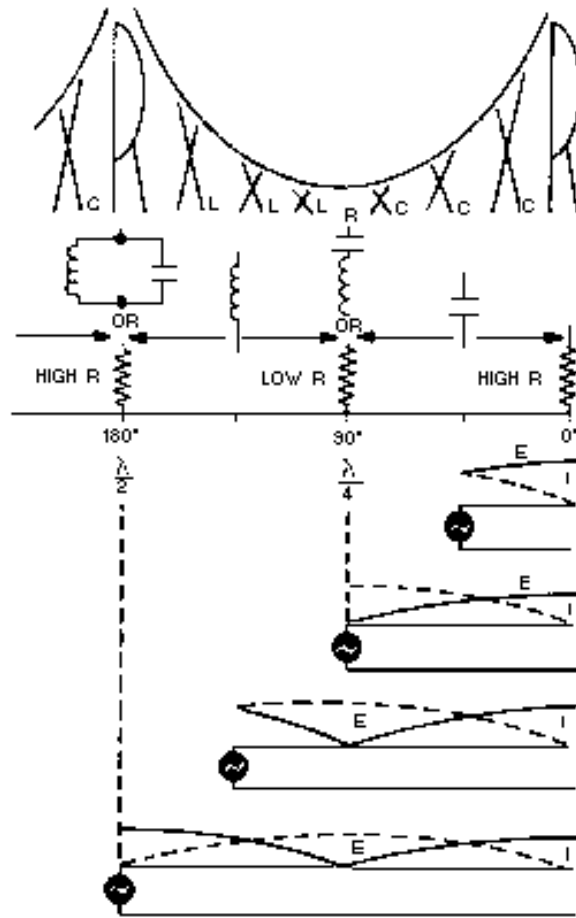 C L L L R C C C
OR OR
HIGH R LOW R HIGH R
180° 90° 0°
λ/2 λ/4
E
I
E
I
E I
E I